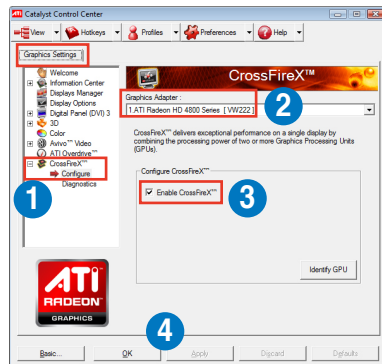 ATI Catalyst Control Center
View Hotkeys Profiles Preferences Help
Graphics Settings
Welcome
Information Center
Displays Manager
Display Options
Digital Panel (DVI) 3
3D
Color
Avivo™ Video
ATI Overdrive™
CrossFireX™
Configure
Diagnostics
1
ATI
RADEON
GRAPHICS
CrossFireX™
Graphics Adapter :
1.ATI Radeon HD 4800 Series [ VW222 ]
2
CrossFireX™ delivers exceptional performance on a single display by
combining the processing power of two or more Graphics Processing Units
(GPUs).
Configure CrossFireX™
Enable CrossFireX™
3
Identify GPU
4
Basic... OK Apply Discard Defaults